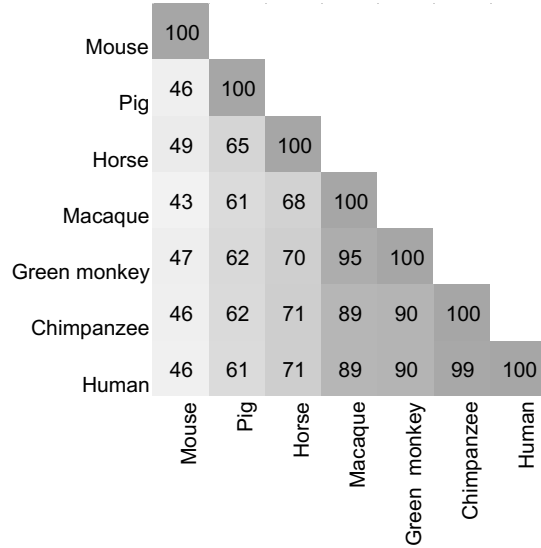 Mouse 100
Pig 46 100
Horse 49 65 100
Macaque 43 61 68 100
Green monkey 47 62 70 95 100
Chimpanzee 46 62 71 89 90 100
Human 46 61 71 89 90 99 100
Mouse
Pig
Horse
Macaque
Green monkey
Chimpanzee
Human